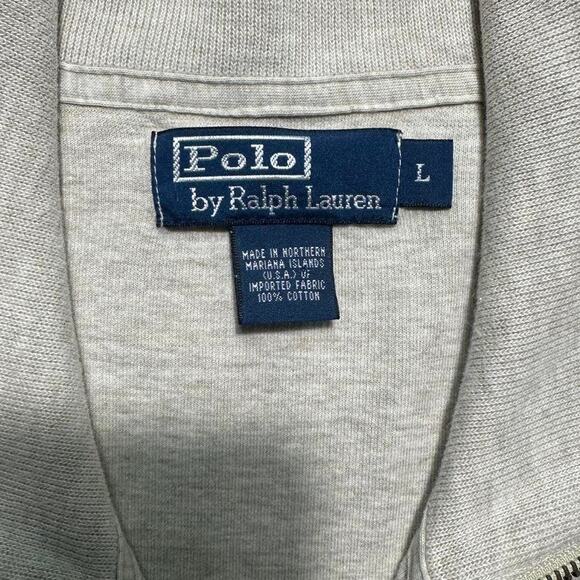 Polo
by Ralph Lauren
L
MADE IN NORTHERN
MARIANA ISLANDS
(U.S.A.) OF
IMPORTED FABRIC
100% COTTON